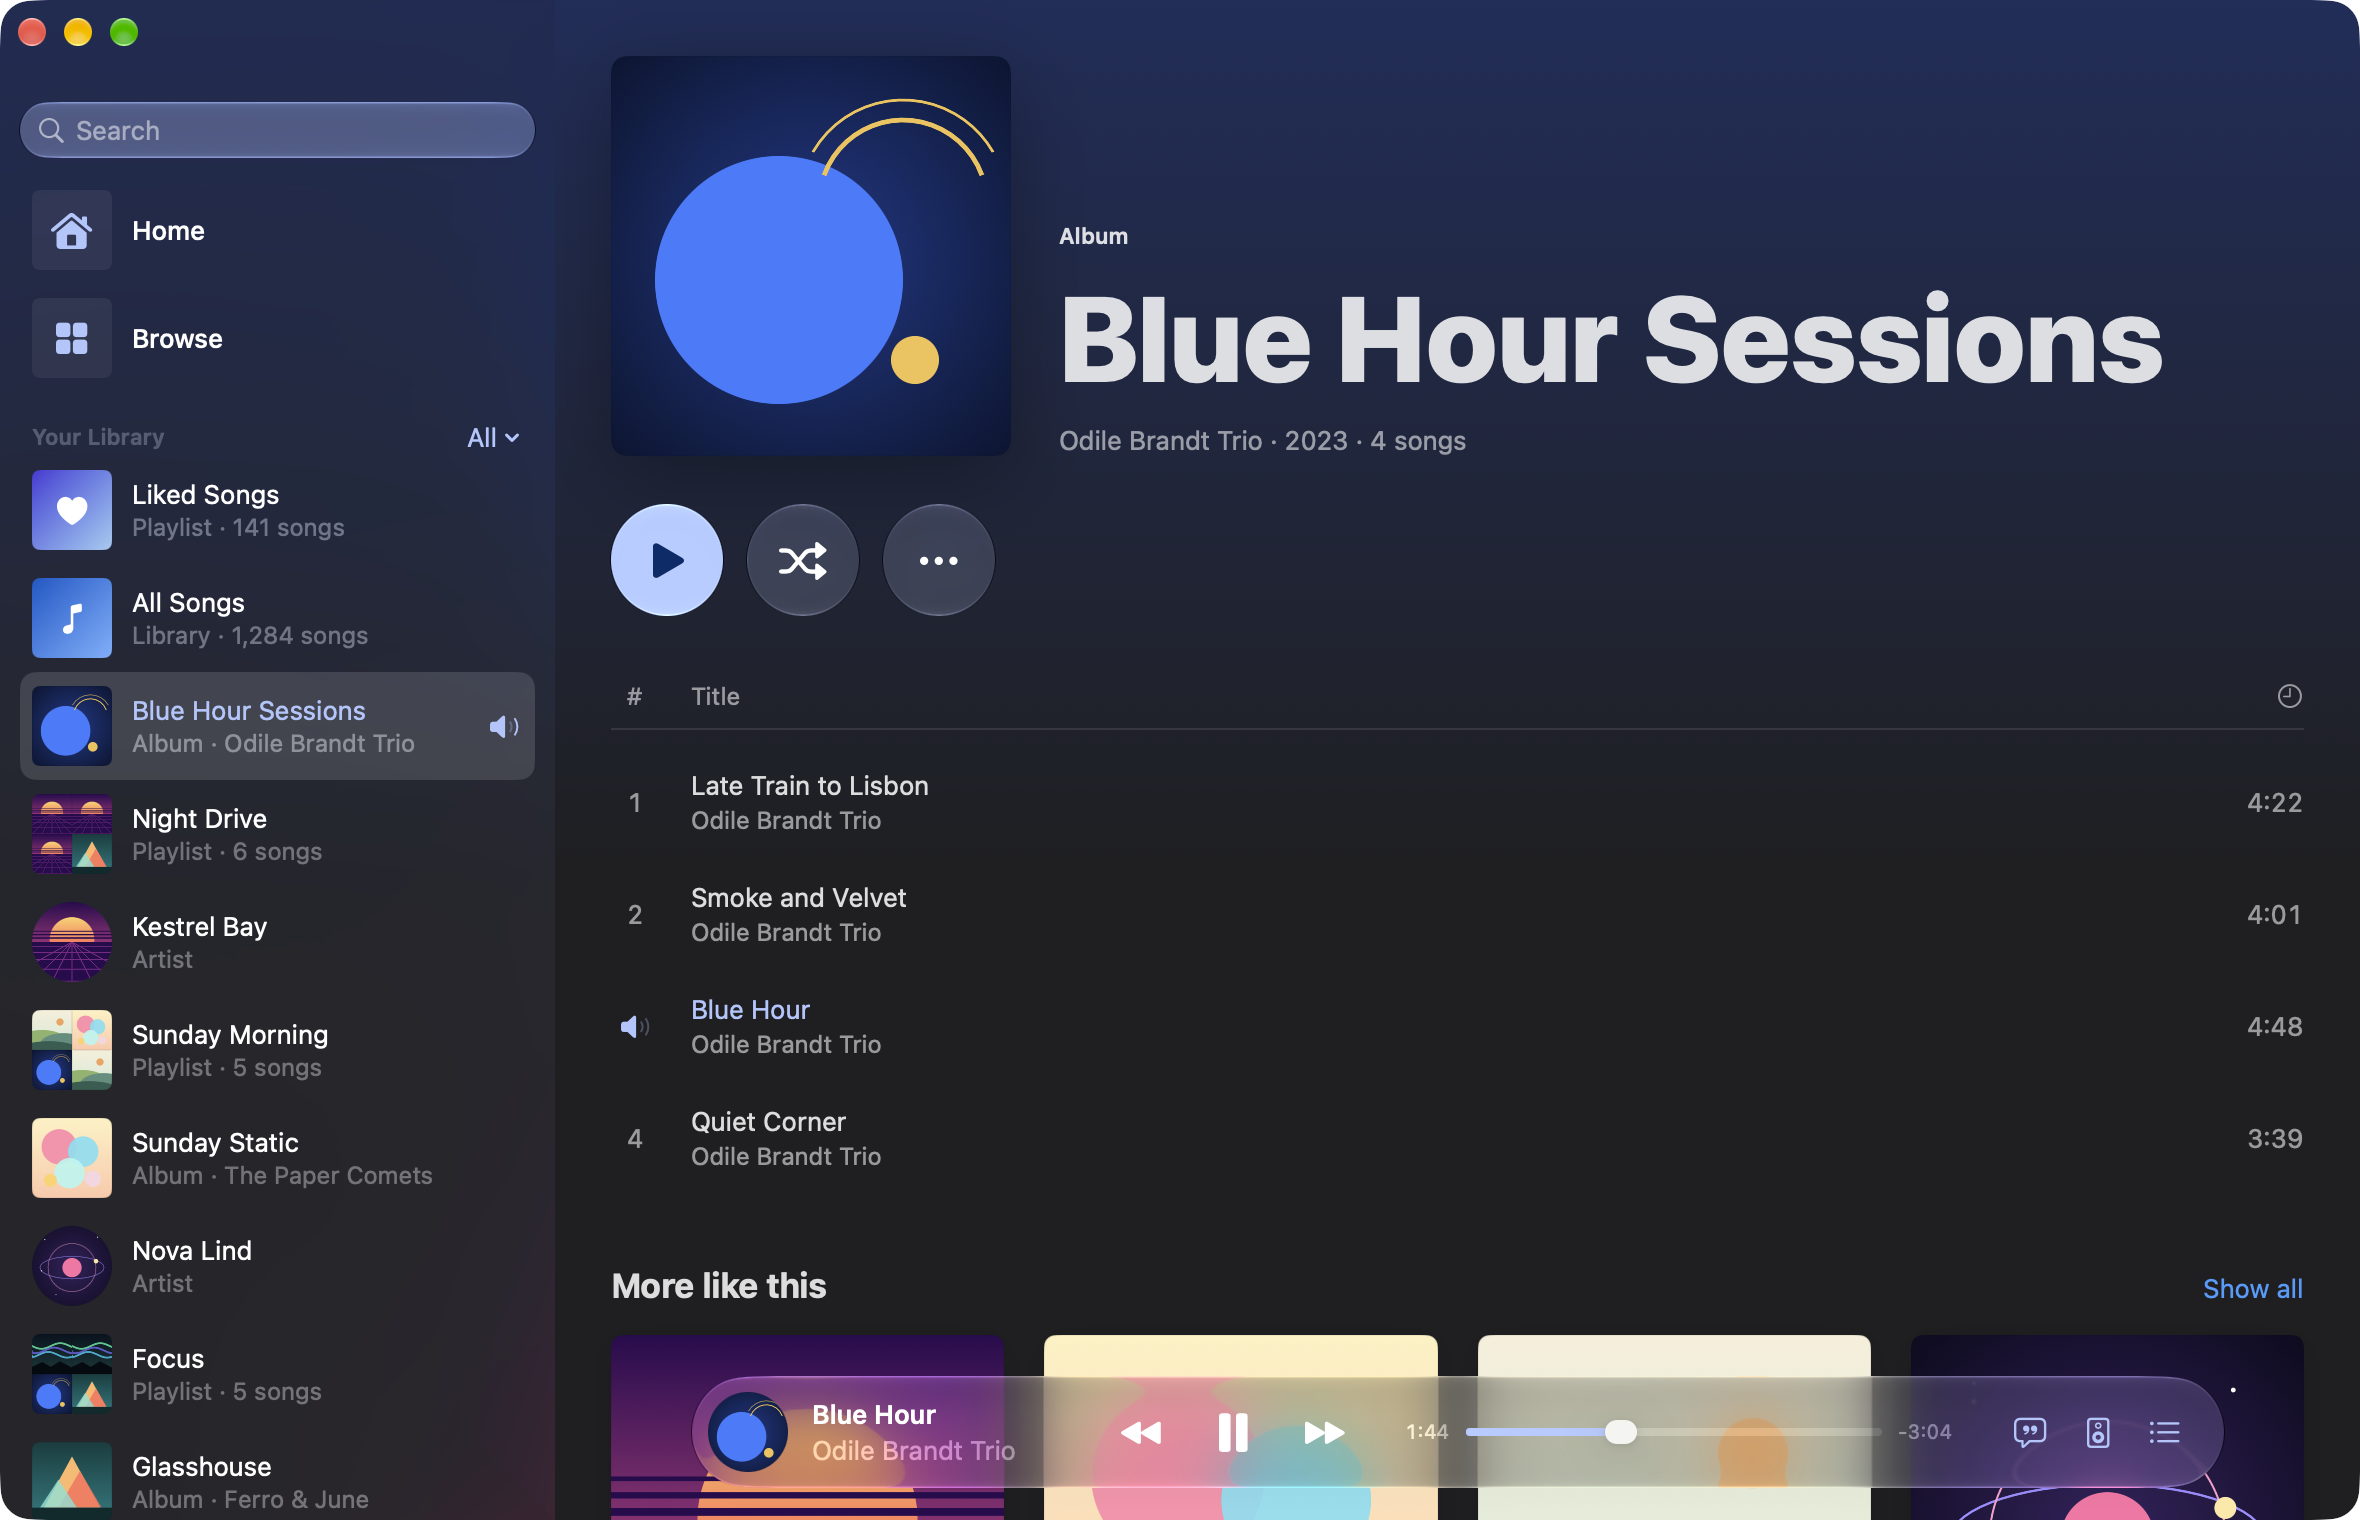 Search
Home
Browse
Your Library
All
Liked Songs
Playlist · 141 songs
All Songs
Library · 1,284 songs
Blue Hour Sessions
Album · Odile Brandt Trio
Night Drive
Playlist · 6 songs
Kestrel Bay
Artist
Sunday Morning
Playlist · 5 songs
Sunday Static
Album · The Paper Comets
Nova Lind
Artist
Focus
Playlist · 5 songs
Glasshouse
Album · Ferro & June
Album
Blue Hour Sessions
Odile Brandt Trio · 2023 · 4 songs
# Title
1 Late Train to Lisbon 4:22
Odile Brandt Trio
2 Smoke and Velvet 4:01
Odile Brandt Trio
Blue Hour 4:48
Odile Brandt Trio
4 Quiet Corner 3:39
Odile Brandt Trio
More like this
Show all
Blue Hour
Odile Brandt Trio
1:44 -3:04